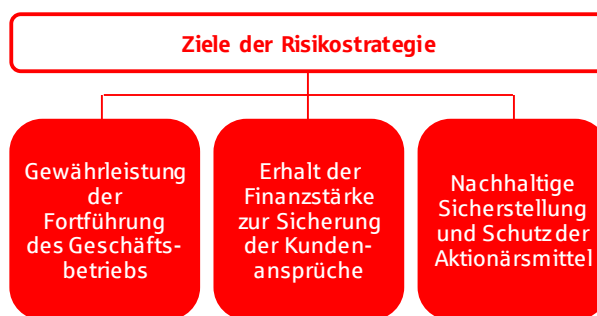 Ziele der Risikostrategie
Gewährleistung
der
Fortführung
des Geschäfts-
betriebs
Erhalt der
Finanzstärke
zur Sicherung
der Kunden-
ansprüche
Nachhaltige
Sicherstellung
und Schutz der
Aktionärsmittel